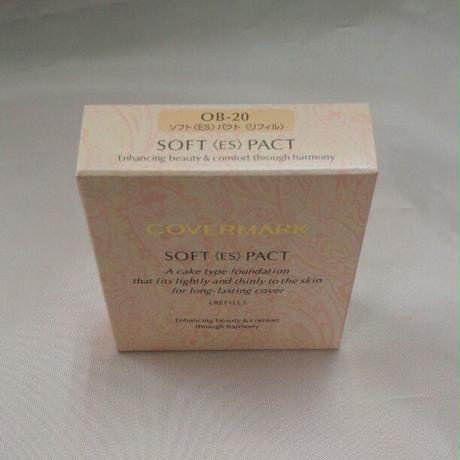 OB-20
ソフト〈ES〉パクト〈リフィル〉
SOFT 〈ES〉 PACT
Enhancing beauty & comfort through harmony
COVERMARK
SOFT 〈ES〉 PACT
A cake type foundation
that fits lightly and thinly to the skin
for long-lasting cover
〈REFILL〉
Enhancing beauty & comfort
through harmony